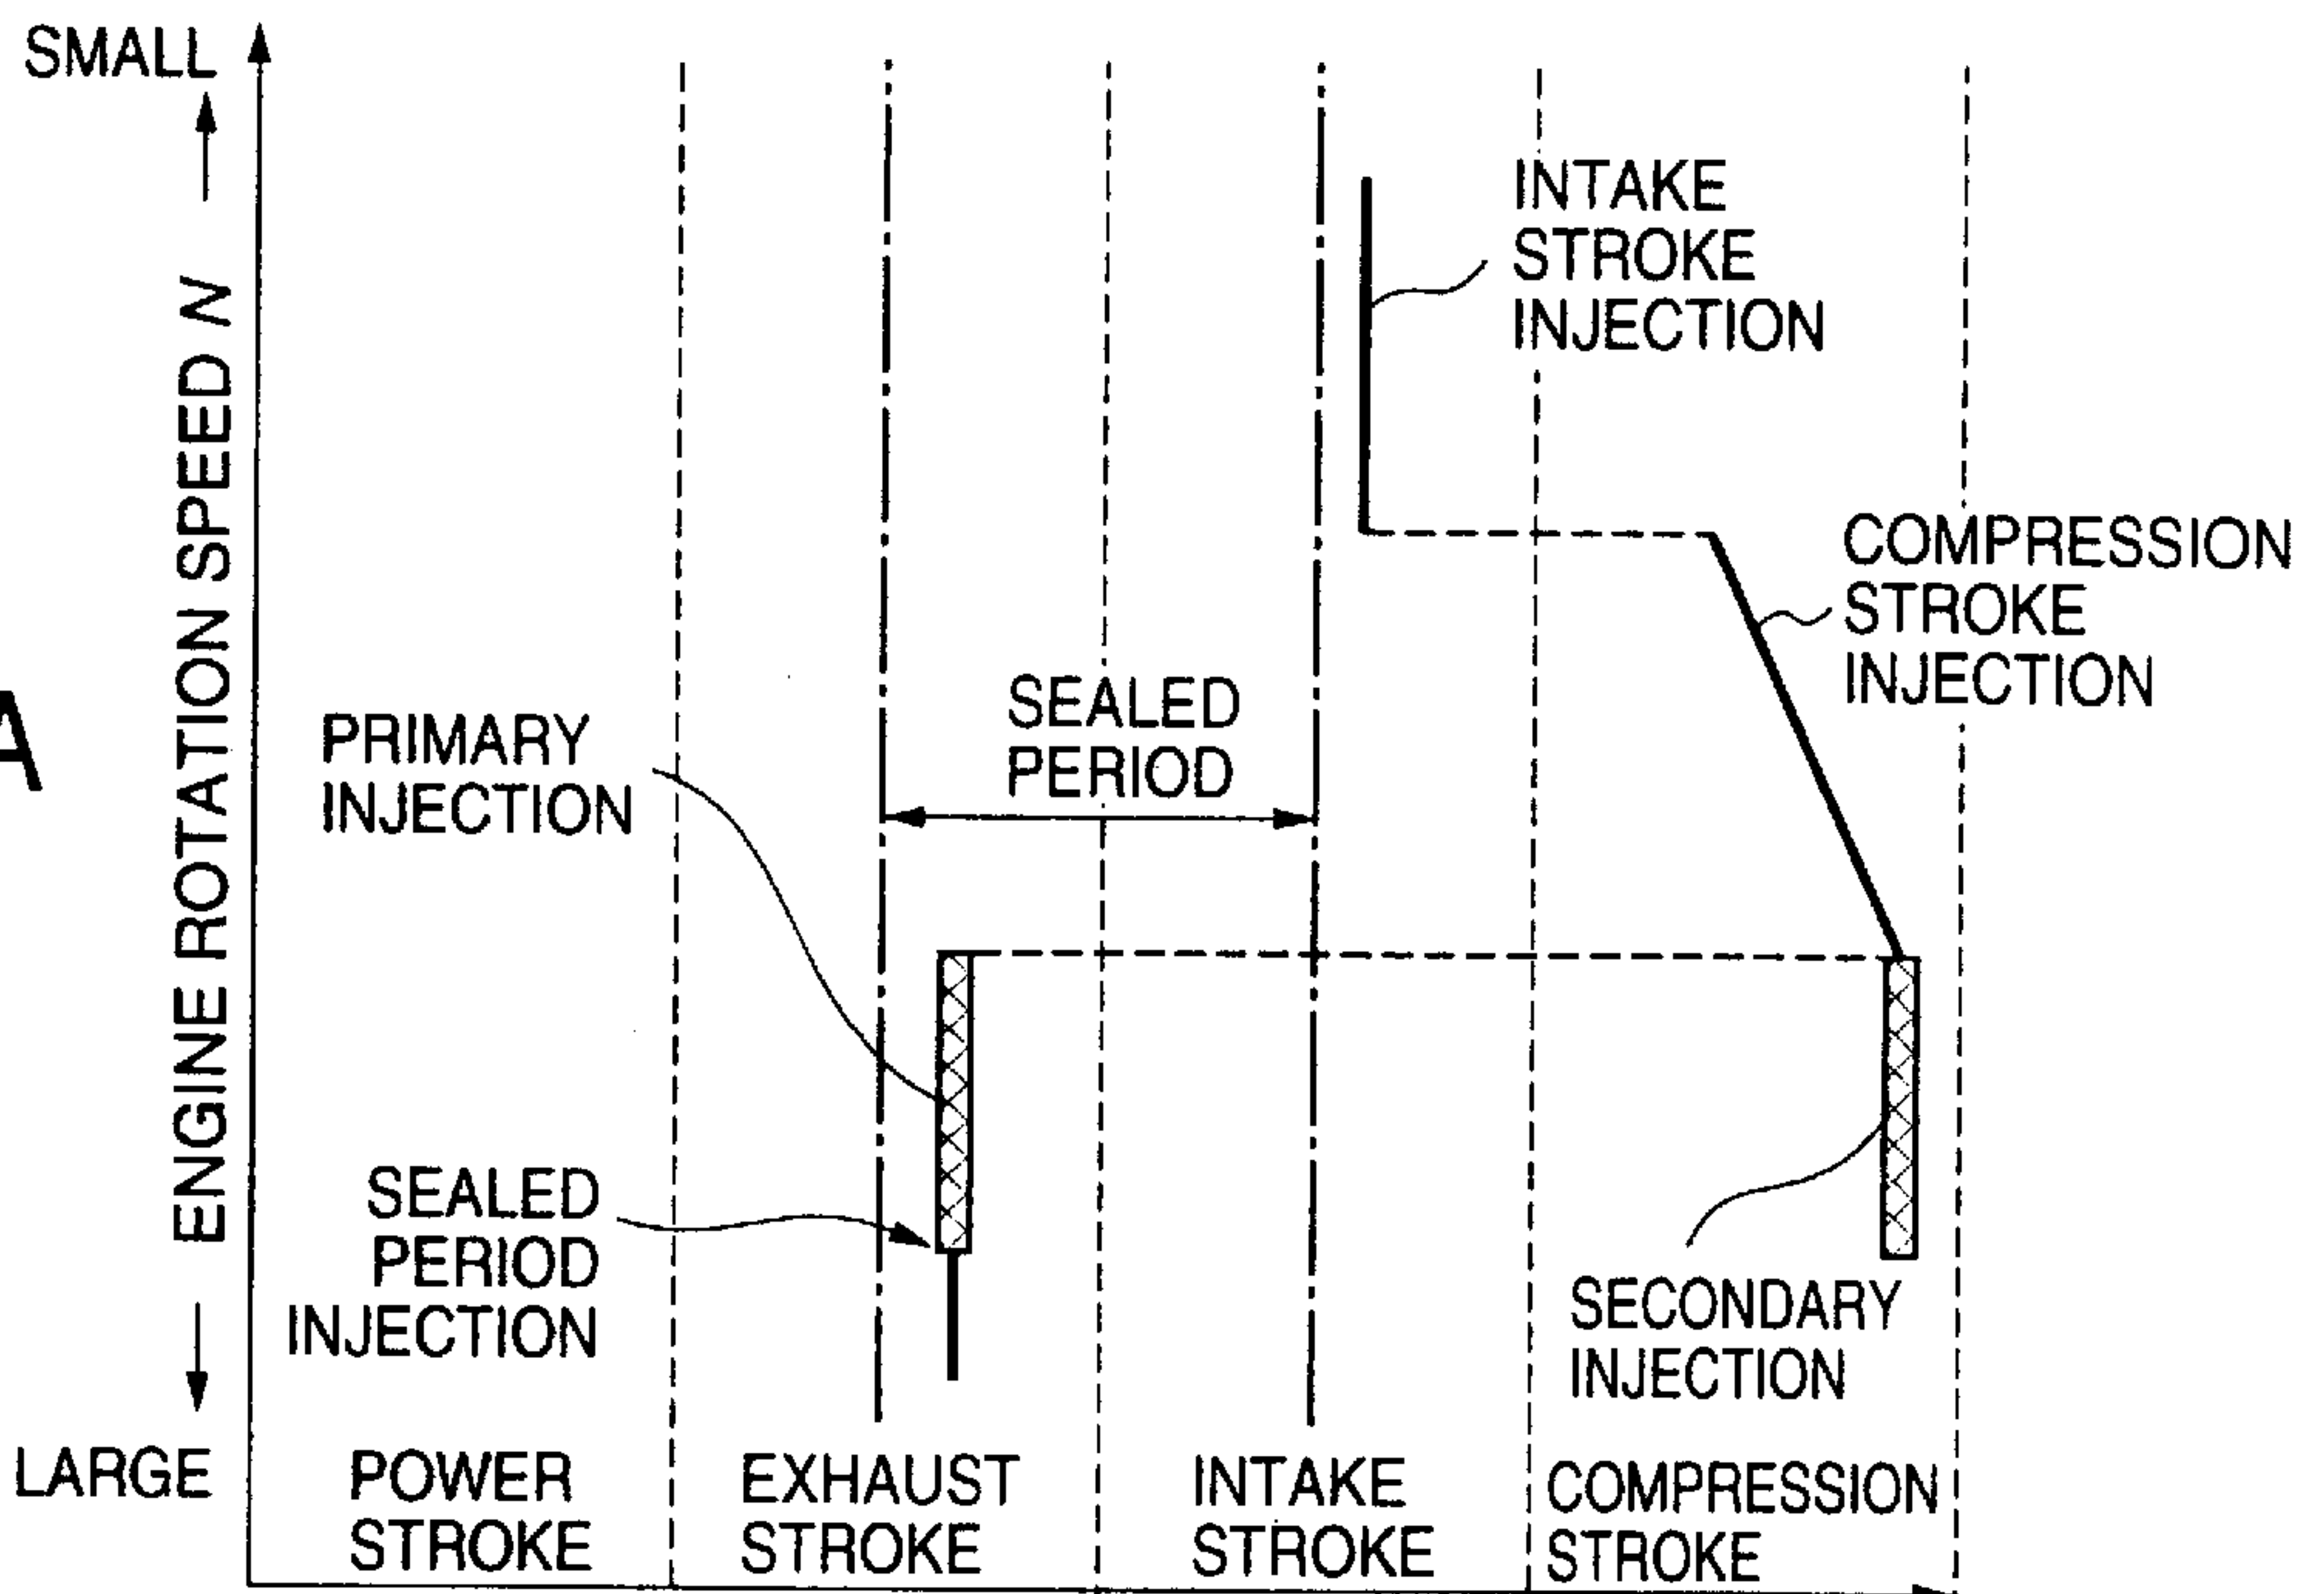 SMALL
ENGINE ROTATION SPEED N
LARGE
A
INTAKE
STROKE
INJECTION
COMPRESSION
STROKE
INJECTION
SEALED
PERIOD
PRIMARY
INJECTION
SEALED
PERIOD
INJECTION
SECONDARY
INJECTION
POWER
STROKE
EXHAUST
STROKE
INTAKE
STROKE
COMPRESSION
STROKE